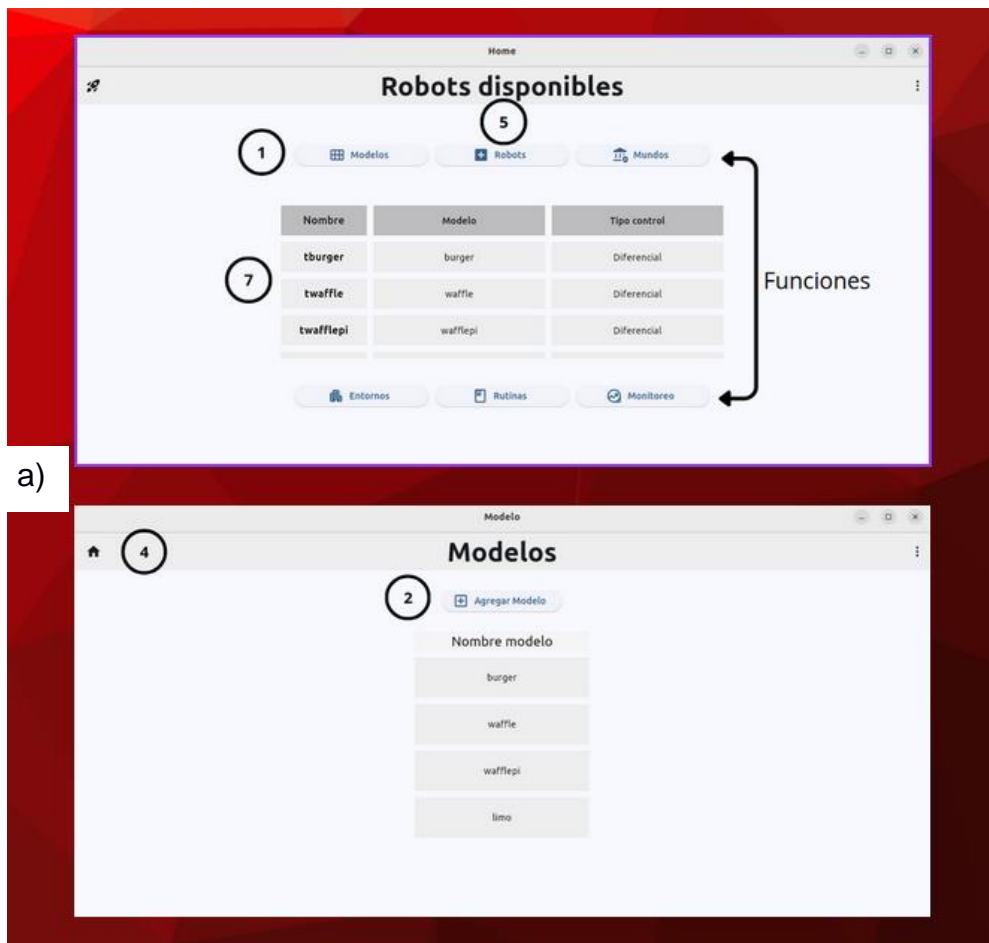 Home
Robots disponibles
5
1
Modelos Robots Mundos
Nombre Modelo Tipo control
tburger burger Diferencial
7
Funciones
twaffle waffle Diferencial
twafflepi wafflepi Diferencial
Entornos Rutinas Monitoreo
a)
Modelo
4
Modelos
2
Agregar Modelo
Nombre modelo
burger
waffle
wafflepi
limo